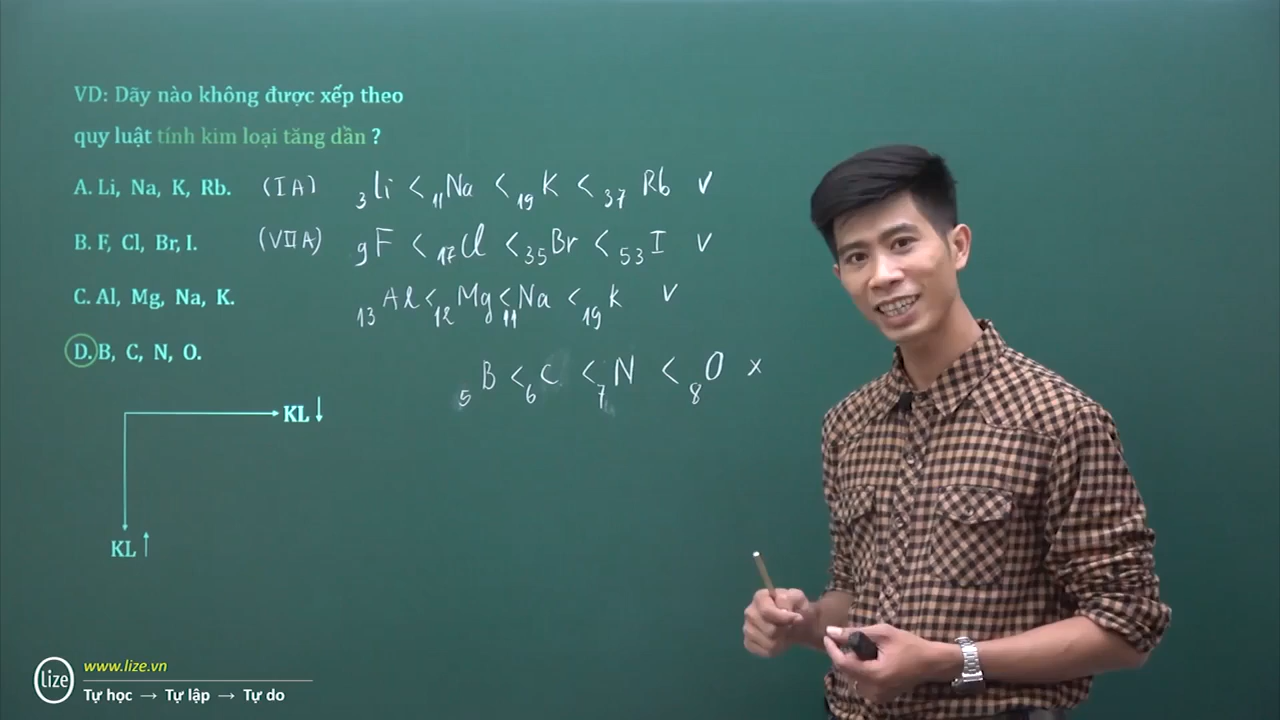 VD: Dãy nào không được xếp theo
quy luật tính kim loại tăng dần ?
A. Li, Na, K, Rb. (IA) ₃Li < ₁₁Na < ₁₉K < ₃₇Rb v
B. F, Cl, Br, I. (VIIA) ₉F < ₁₇Cl < ₃₅Br < ₅₃I v
C. Al, Mg, Na, K. ₁₃Al < ₁₂Mg < ₁₁Na < ₁₉K v
D. B, C, N, O. ₅B < ₆C < ₇N < ₈O x
KL ↓
KL ↑
lize
www.lize.vn
Tự học → Tự lập → Tự do